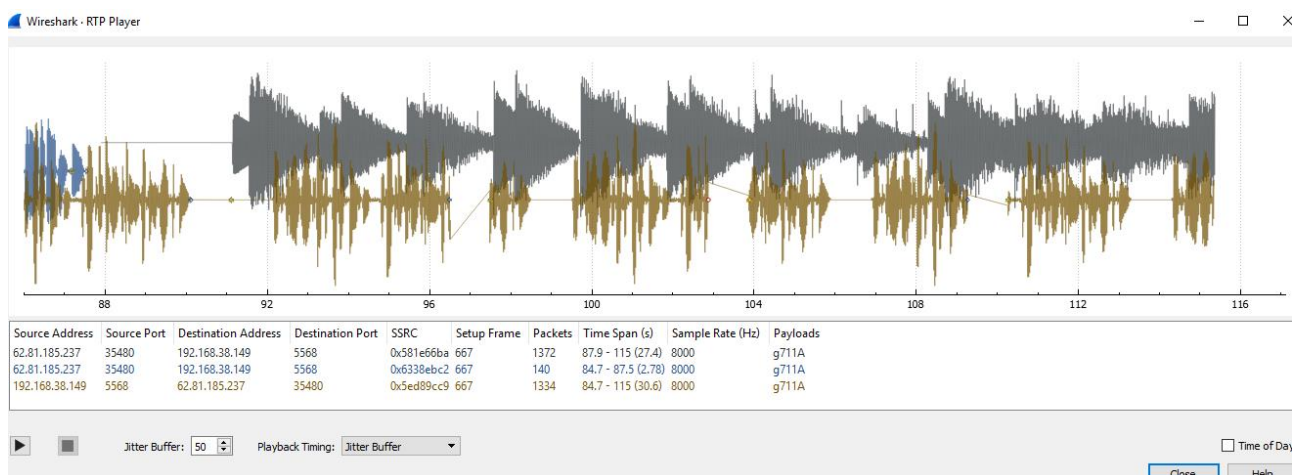 Wireshark · RTP Player
88 92 96 100 104 108 112 116
Source Address Source Port Destination Address Destination Port SSRC Setup Frame Packets Time Span (s) Sample Rate (Hz) Payloads
62.81.185.237 35480 192.168.38.149 5568 0x581e66ba 667 1372 87.9 - 115 (27.4) 8000 g711A
62.81.185.237 35480 192.168.38.149 5568 0x6338ebc2 667 140 84.7 - 87.5 (2.78) 8000 g711A
192.168.38.149 5568 62.81.185.237 35480 0x5ed89cc9 667 1334 84.7 - 115 (30.6) 8000 g711A
Jitter Buffer: 50 Playback Timing: Jitter Buffer Time of Day
Close Help